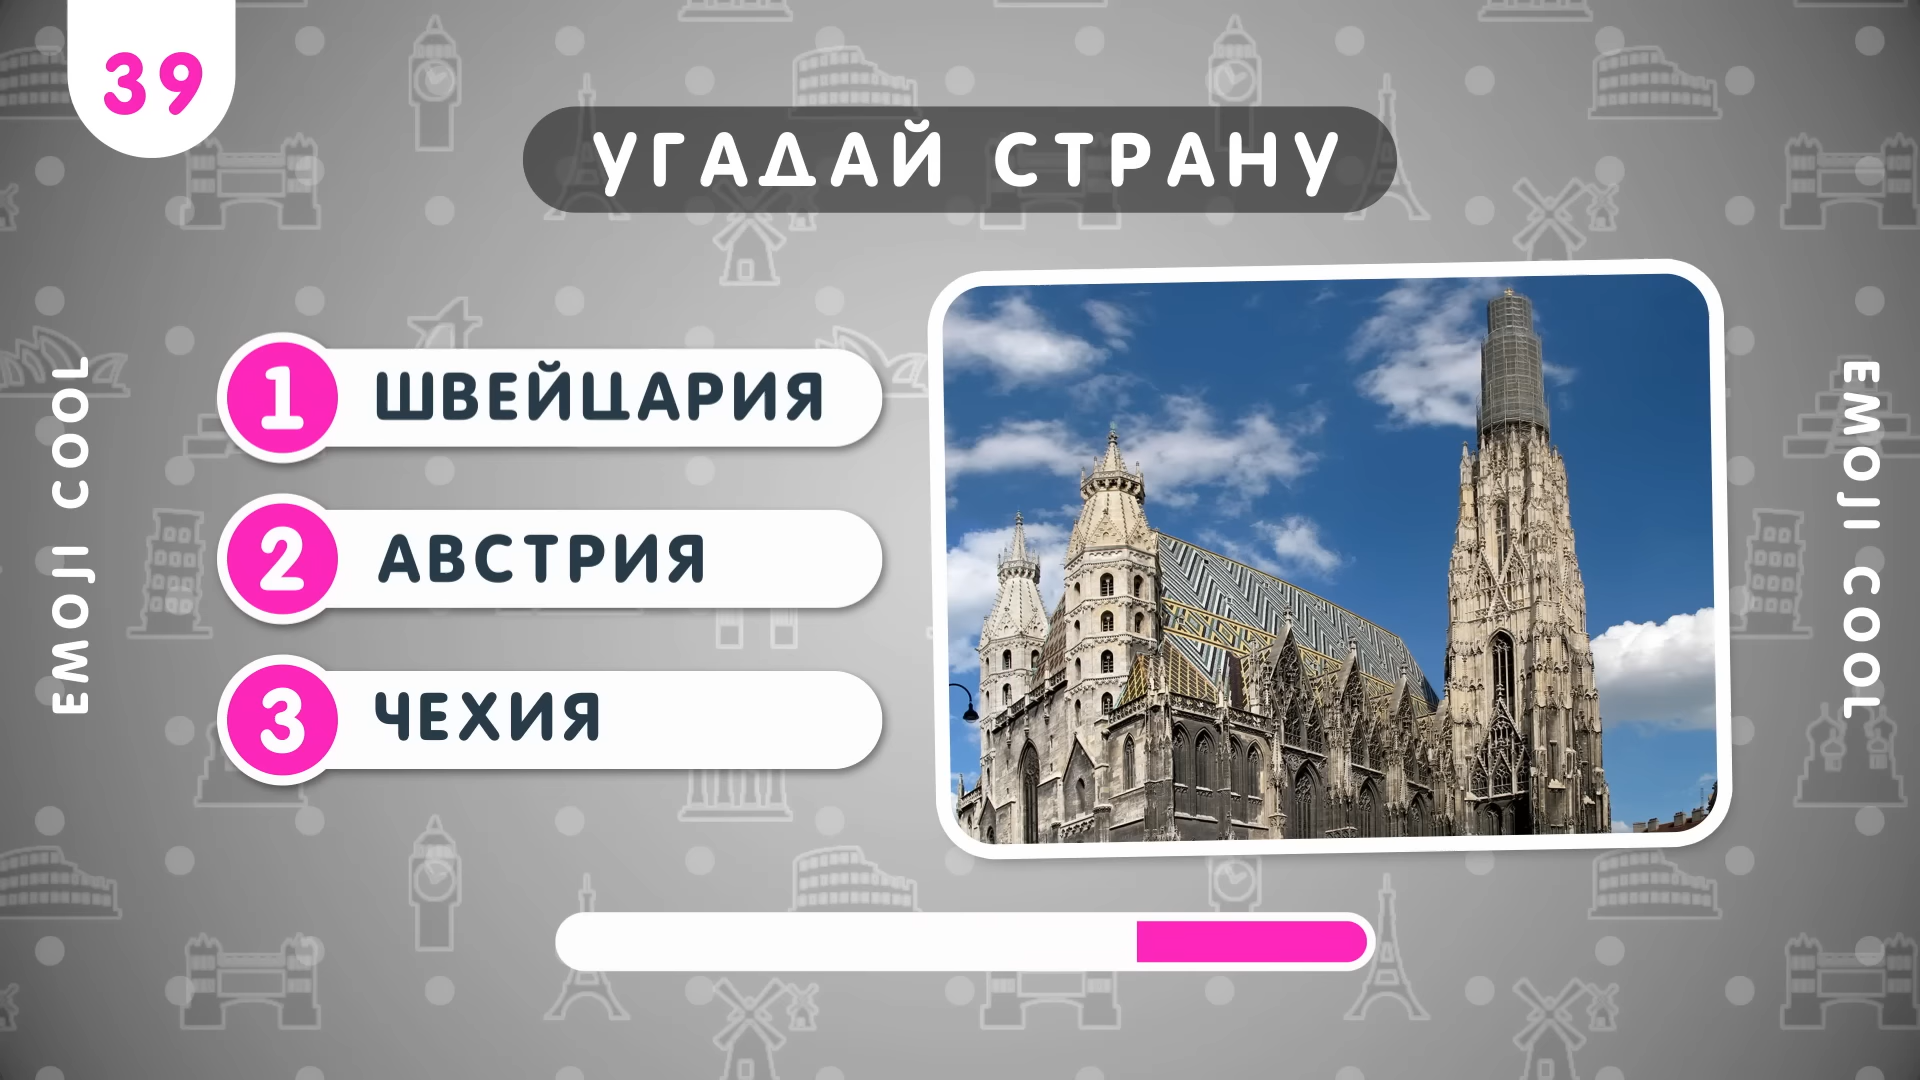 39
УГАДАЙ СТРАНУ
1 ШВЕЙЦАРИЯ
2 АВСТРИЯ
3 ЧЕХИЯ
EMOJI COOL
EMOJI COOL